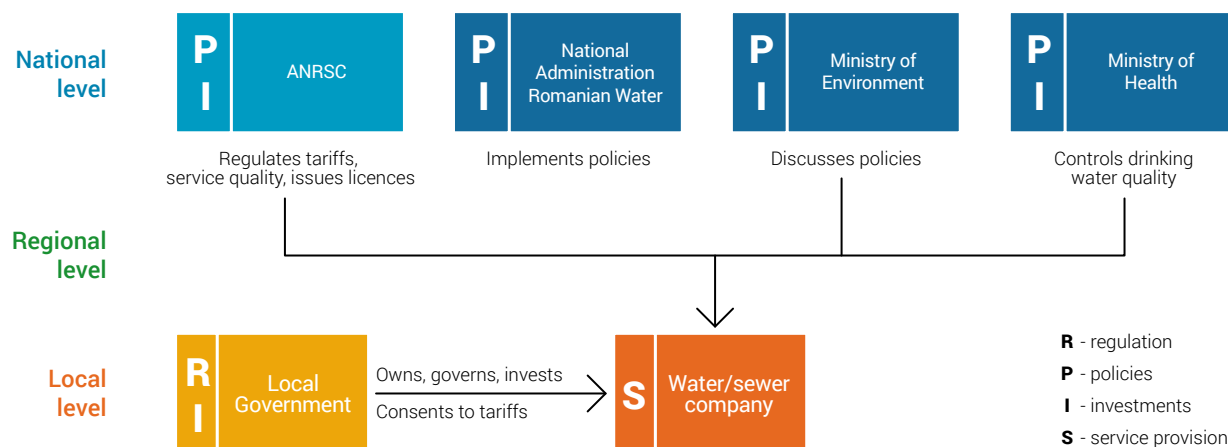 National
level
P
I
ANRSC
P
I
National
Administration
Romanian Water
P
I
Ministry of
Environment
P
I
Ministry of
Health
Regulates tariffs,
service quality, issues licences
Implements policies
Discusses policies
Controls drinking
water quality
Regional
level
Local
level
R
I
Local
Government
Owns, governs, invests
Consents to tariffs
S
Water/sewer
company
R - regulation
P - policies
I - investments
S - service provision